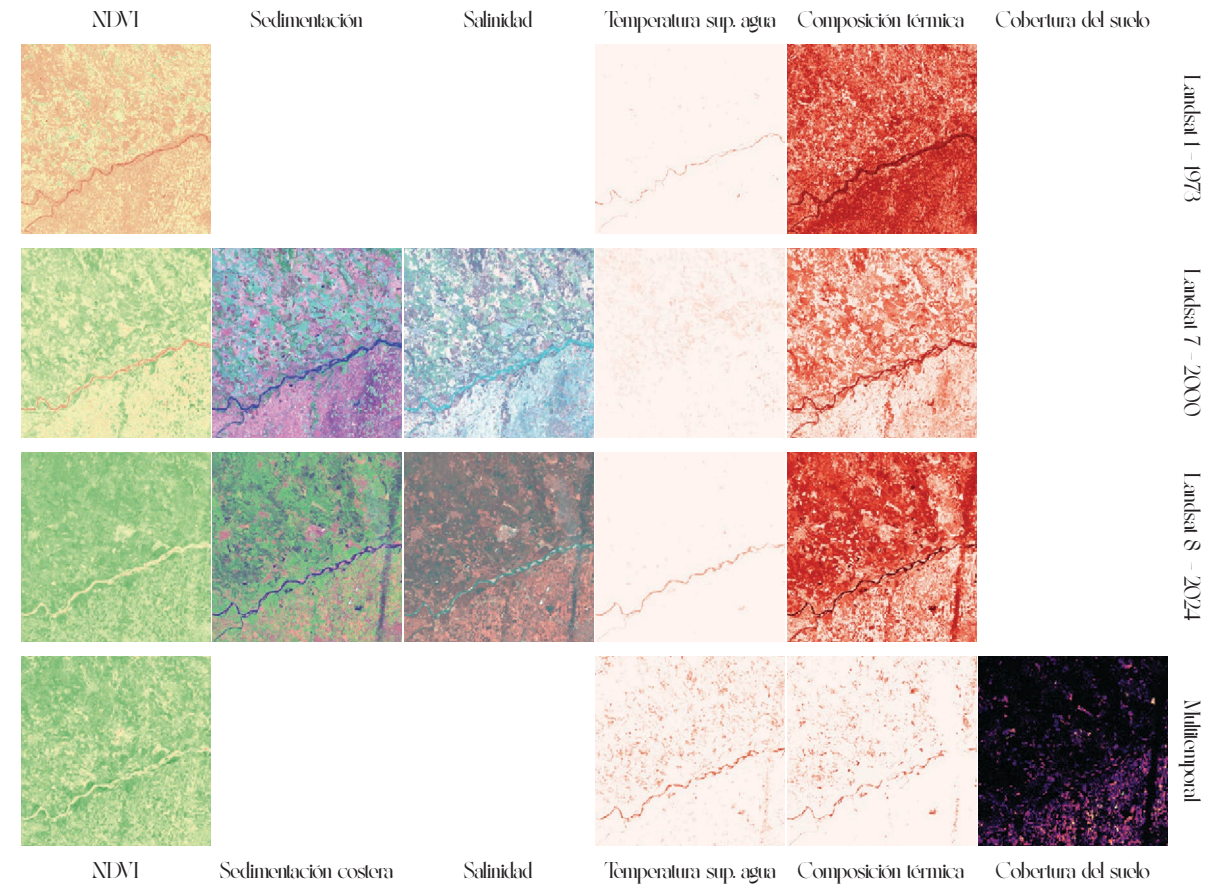 NDVI Sedimentación Salinidad Temperatura sup. agua Composición térmica Cobertura del suelo
Landsat 1 – 1973
Landsat 7 – 2000
Landsat 8 – 2024
Multitemporal
NDVI Sedimentación costera Salinidad Temperatura sup. agua Composición térmica Cobertura del suelo